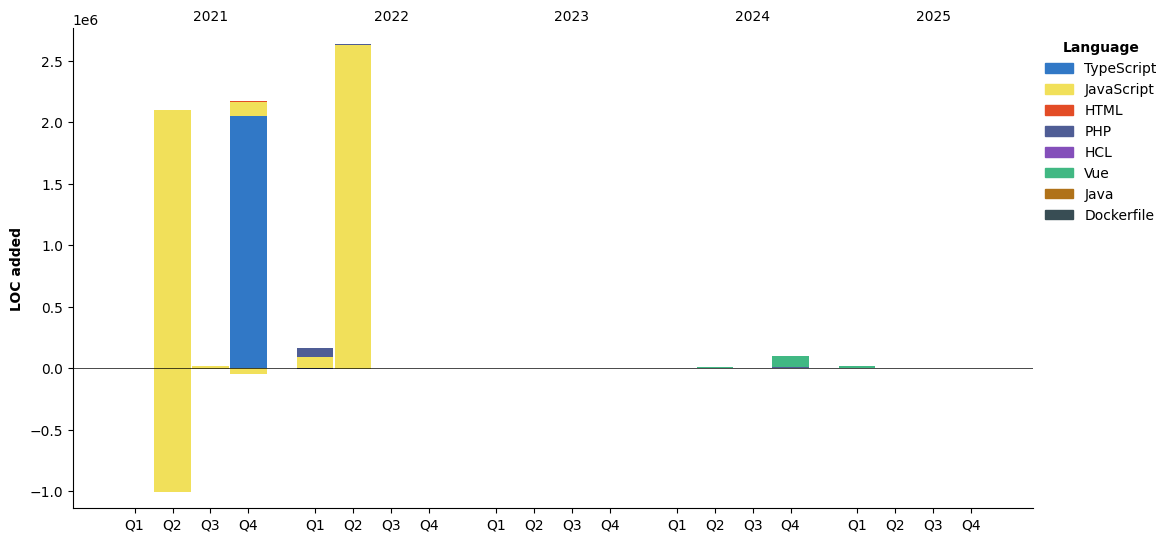 1e6
2021 2022 2023 2024 2025
Language
TypeScript
JavaScript
HTML
PHP
HCL
Vue
Java
Dockerfile
LOC added
2.5
2.0
1.5
1.0
0.5
0.0
−0.5
−1.0
Q1 Q2 Q3 Q4 Q1 Q2 Q3 Q4 Q1 Q2 Q3 Q4 Q1 Q2 Q3 Q4 Q1 Q2 Q3 Q4